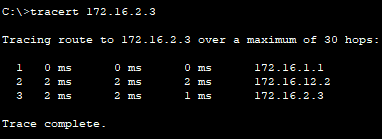 C:\>tracert 172.16.2.3
Tracing route to 172.16.2.3 over a maximum of 30 hops:
1 0 ms 0 ms 0 ms 172.16.1.1
2 2 ms 2 ms 2 ms 172.16.12.2
3 2 ms 2 ms 1 ms 172.16.2.3
Trace complete.